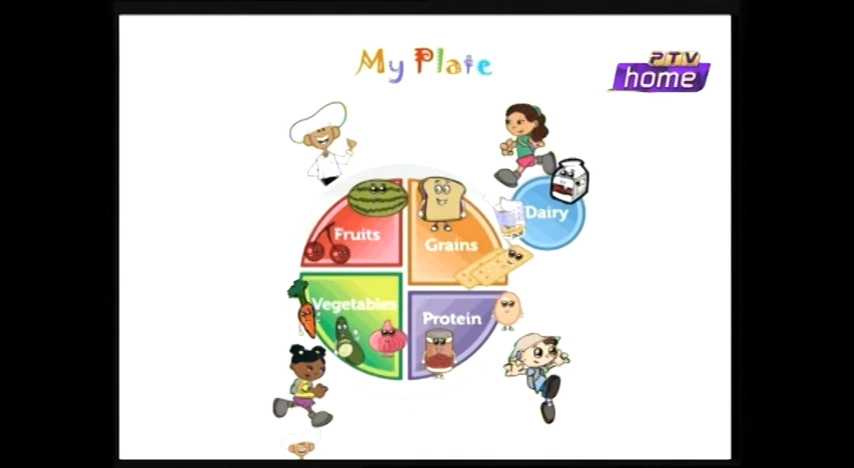 My Plate
PTV
home
Fruits
Grains
Dairy
Vegetables
Protein